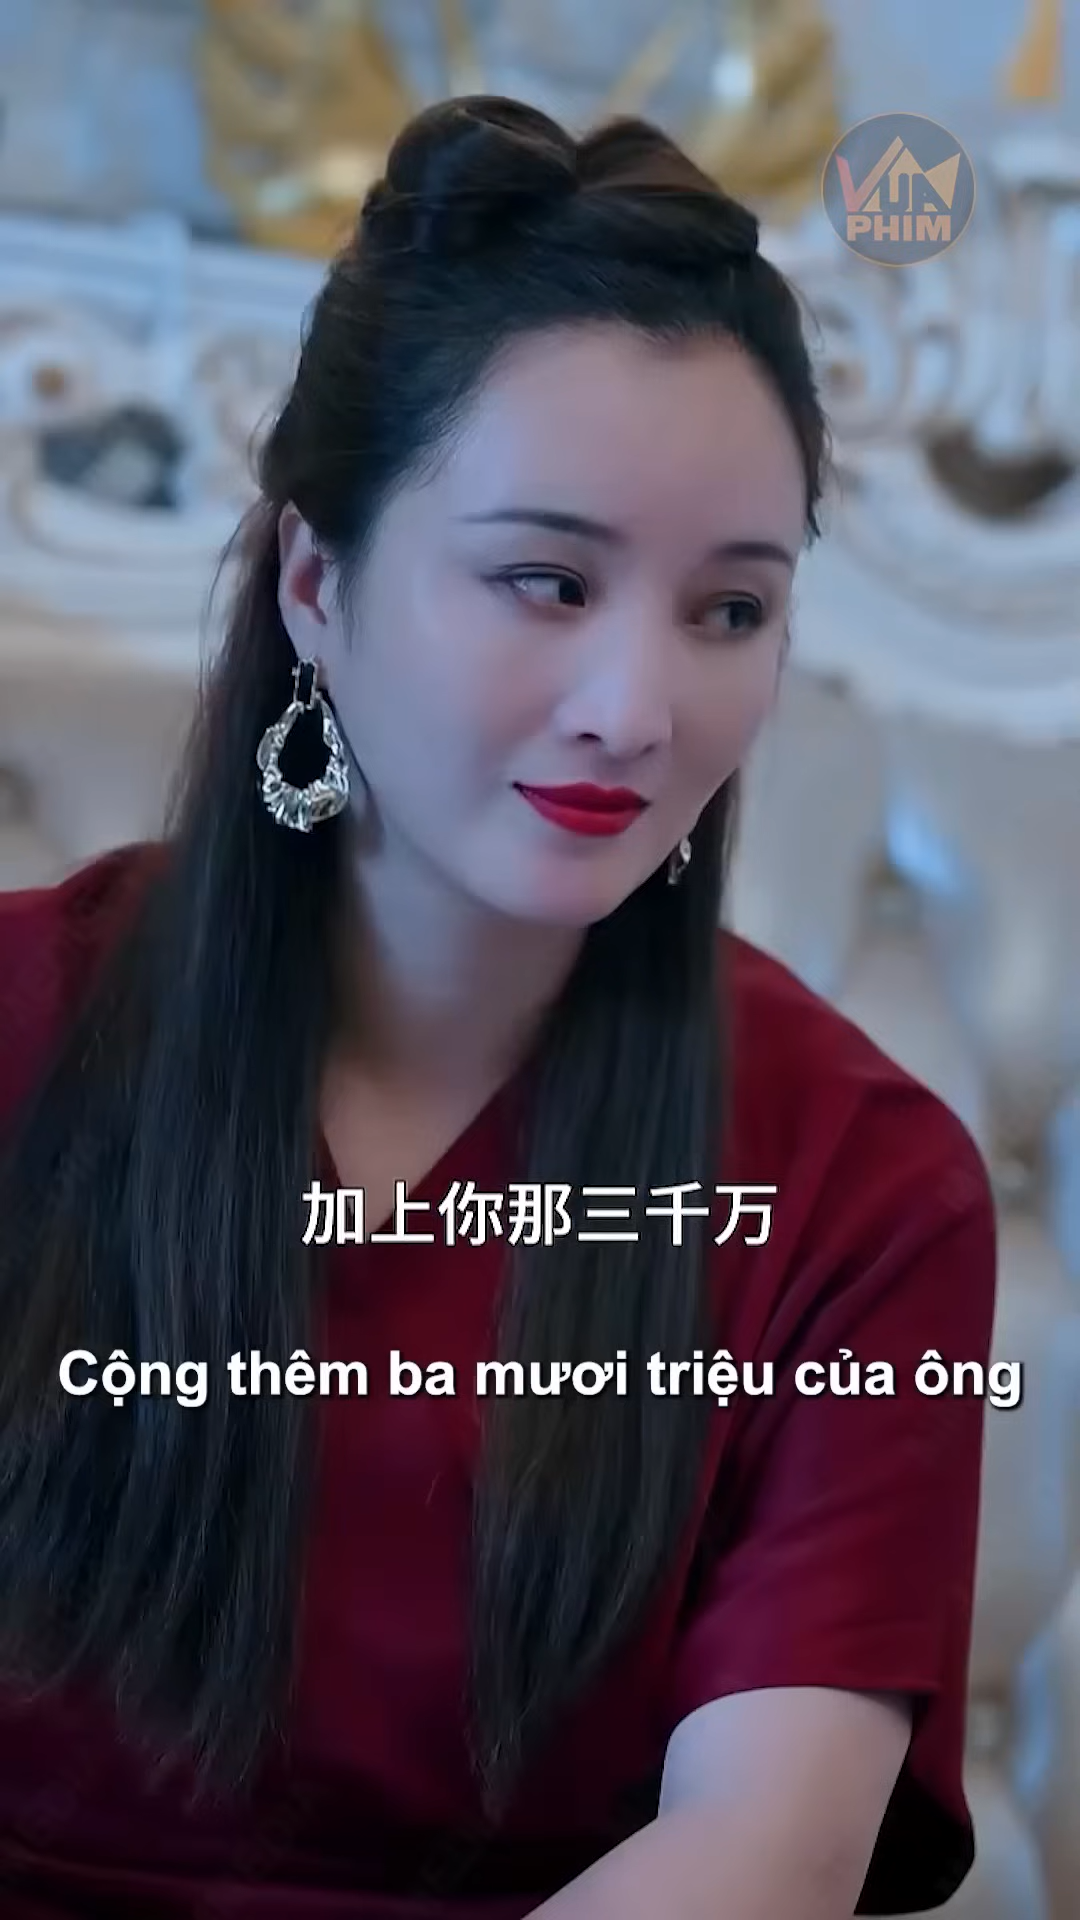 VUA
PHIM
加上你那三千万
Cộng thêm ba mươi triệu của ông